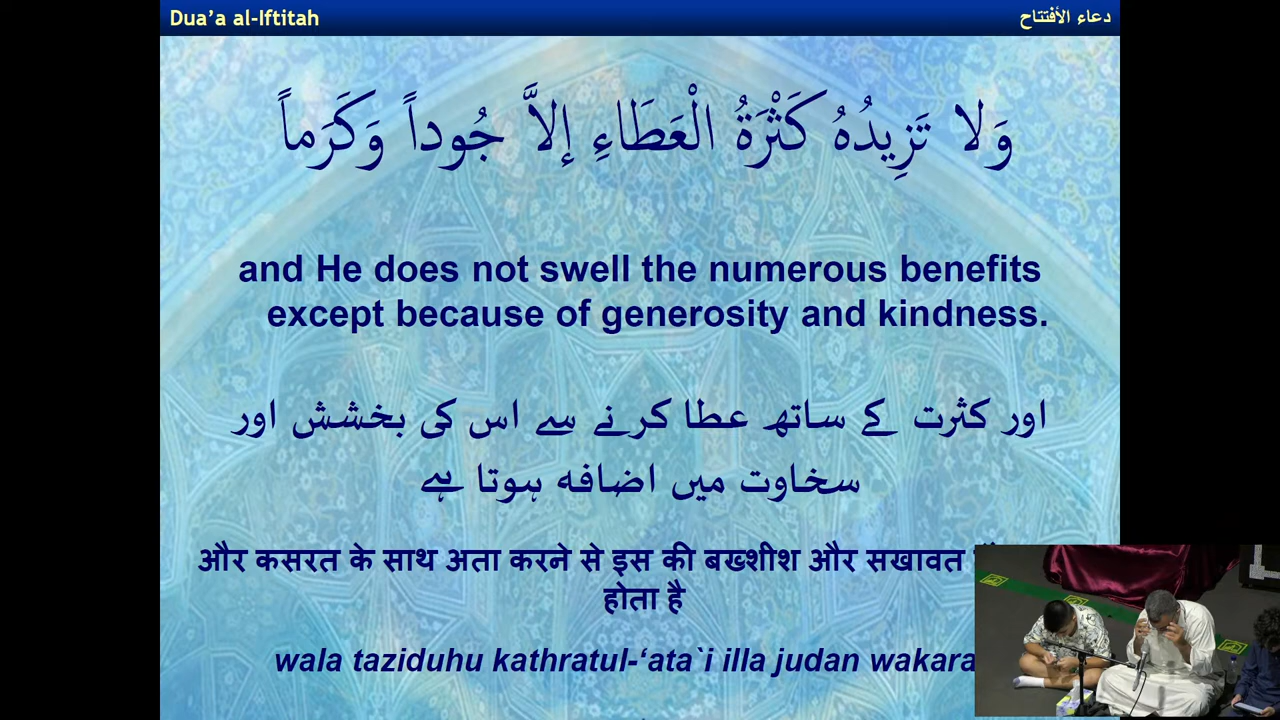 Dua’a al-Iftitah
دعاء الأفتتاح
وَلا تَزِيدُهُ كَثْرَةُ الْعَطَاءِ إلاَّ جُوداً وَكَرَماً
and He does not swell the numerous benefits
except because of generosity and kindness.
اور کثرت کے ساتھ عطا کرنے سے اس کی بخشش اور
سخاوت میں اضافہ ہوتا ہے
और कसरत के साथ अता करने से इस की बख्शीश और सखावत
होता है
wala taziduhu kathratul-‘ata`i illa judan wakara